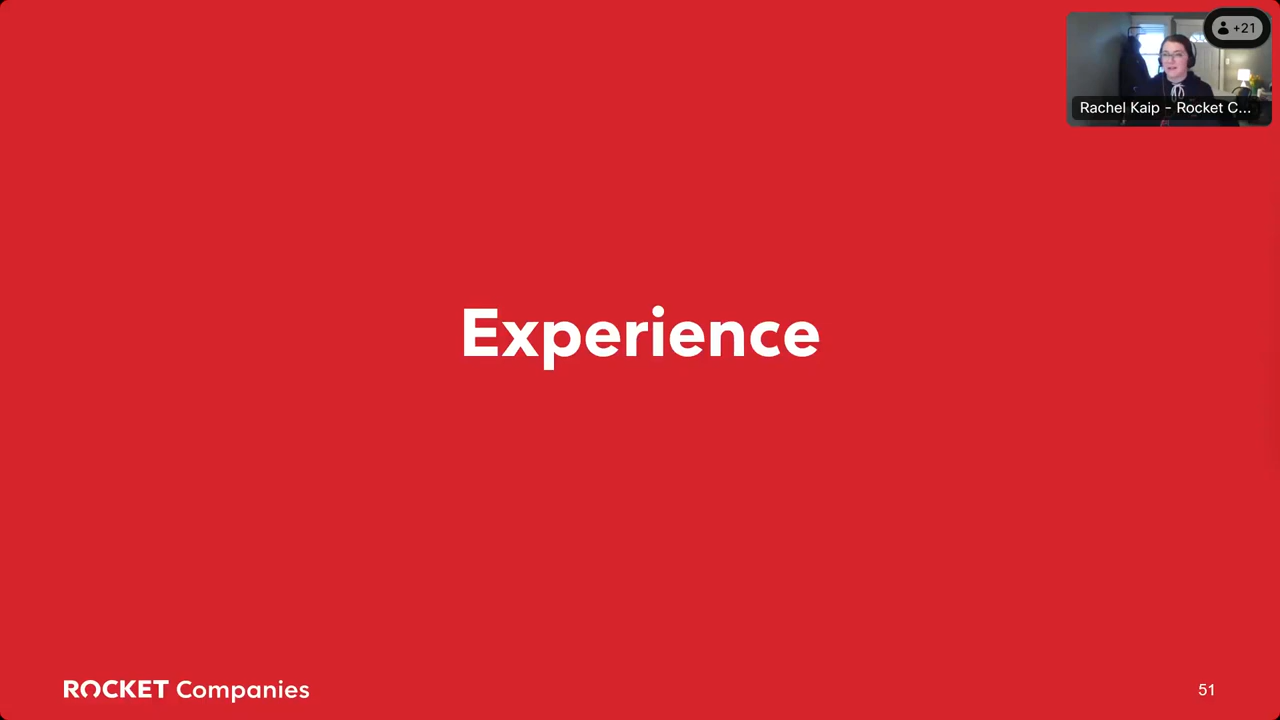 +21
Rachel Kaip - Rocket C...
Experience
ROCKET Companies
51